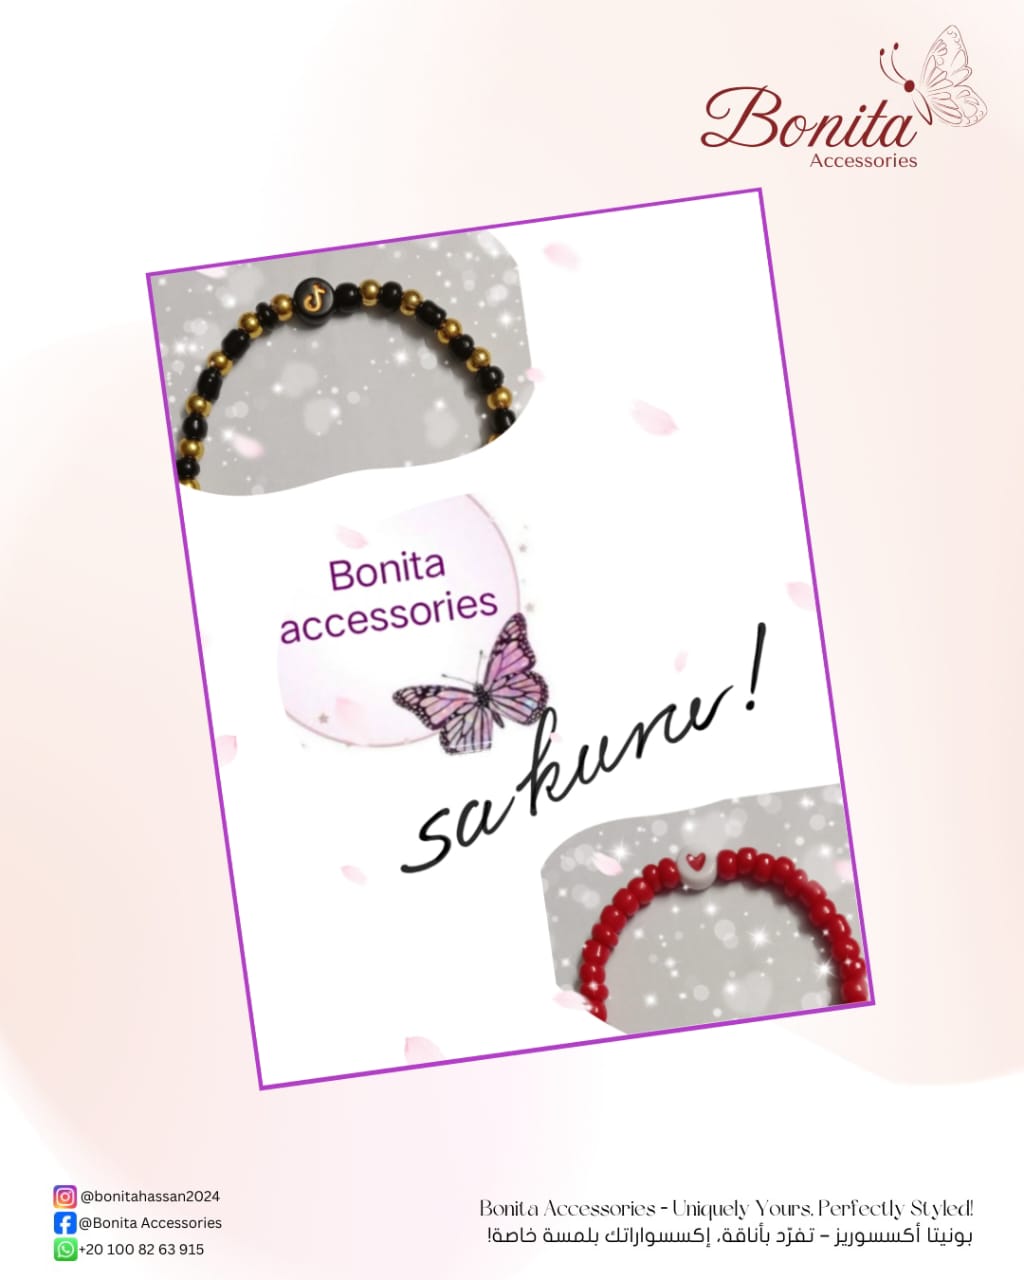 Bonita
Accessories
Bonita
accessories
sakura!
@bonitahassan2024
@Bonita Accessories
+20 100 82 63 915
Bonita Accessories - Uniquely Yours, Perfectly Styled!
بونيتا أكسسوريز – تفرّد بأناقة، إكسسواراتك بلمسة خاصة!